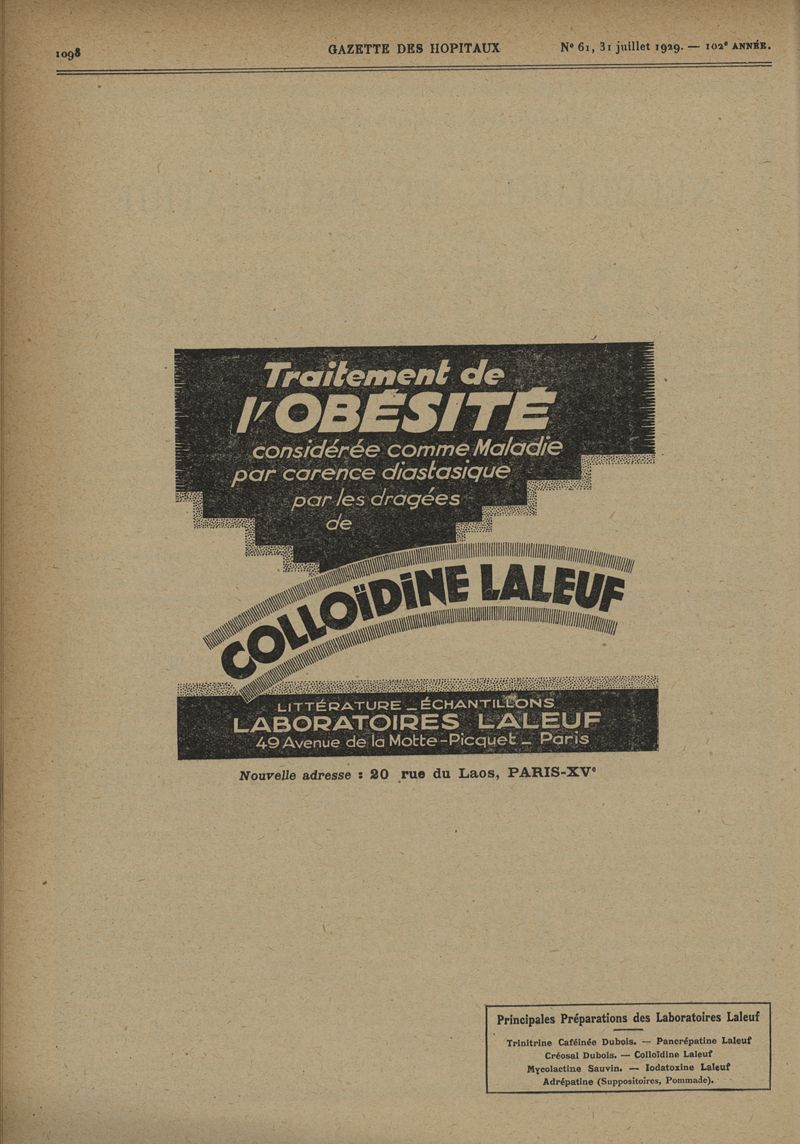 1098
GAZETTE DES HOPITAUX
N° 61, 31 juillet 1929. — 102e ANNÉE.
Traitement de
l'OBÉSITÉ
considérée comme Maladie
par carence diastasique
par les dragées
de
COLLOÏDINE LALEUF
LITTÉRATURE _ ÉCHANTILLONS
LABORATOIRES LALEUF
49 Avenue de la Motte-Picquet _ Paris
Nouvelle adresse : 20 rue du Laos, PARIS-XVe
Principales Préparations des Laboratoires Laleuf
Trinitrine Caféinée Dubois. — Pancrépatine Laleuf
Créosal Dubois. — Colloïdine Laleuf
Mycolactine Sauvin. — Iodatoxine Laleuf
Adrépatine (Suppositoires, Pommade).